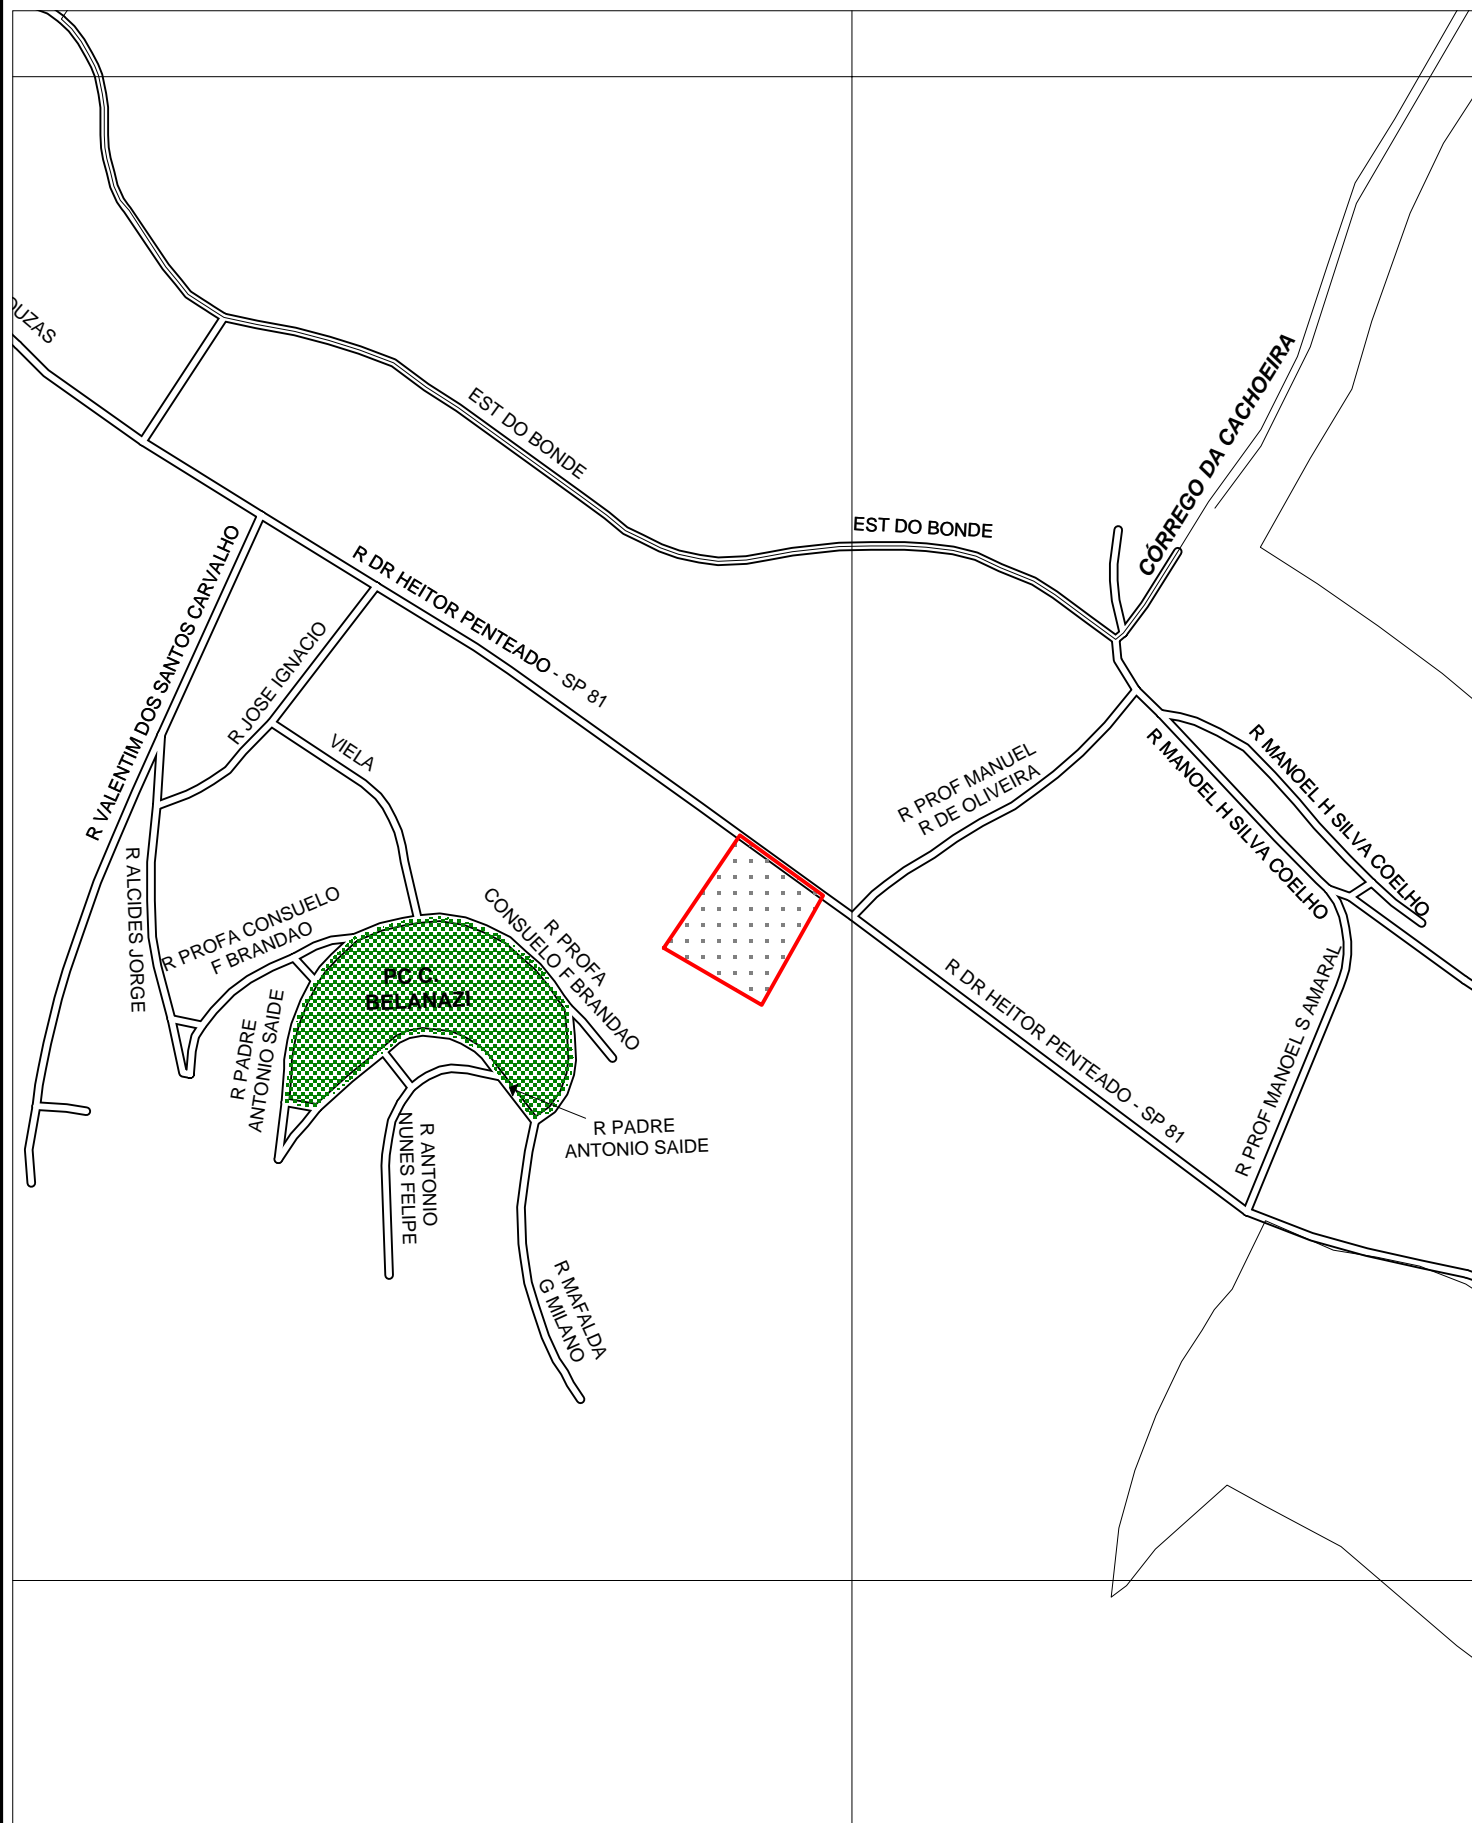 OUZAS
EST DO BONDE
CÓRREGO DA CACHOEIRA
EST DO BONDE
R VALENTIM DOS SANTOS CARVALHO
R DR HEITOR PENTEADO - SP 81
R JOSE IGNACIO
VIELA
R PROF MANUEL
R DE OLIVEIRA
R MANOEL H SILVA COELHO
R MANOEL H SILVA COELHO
R ALCIDES JORGE
R PROFA CONSUELO
F BRANDAO
R PROFA
CONSUELO F BRANDAO
PC C.
BELANAZI
R PADRE
ANTONIO SAIDE
R DR HEITOR PENTEADO - SP 81
R PROF MANOEL S AMARAL
R PADRE
ANTONIO SAIDE
R ANTONIO
NUNES FELIPE
R MAFALDA
G MILANO